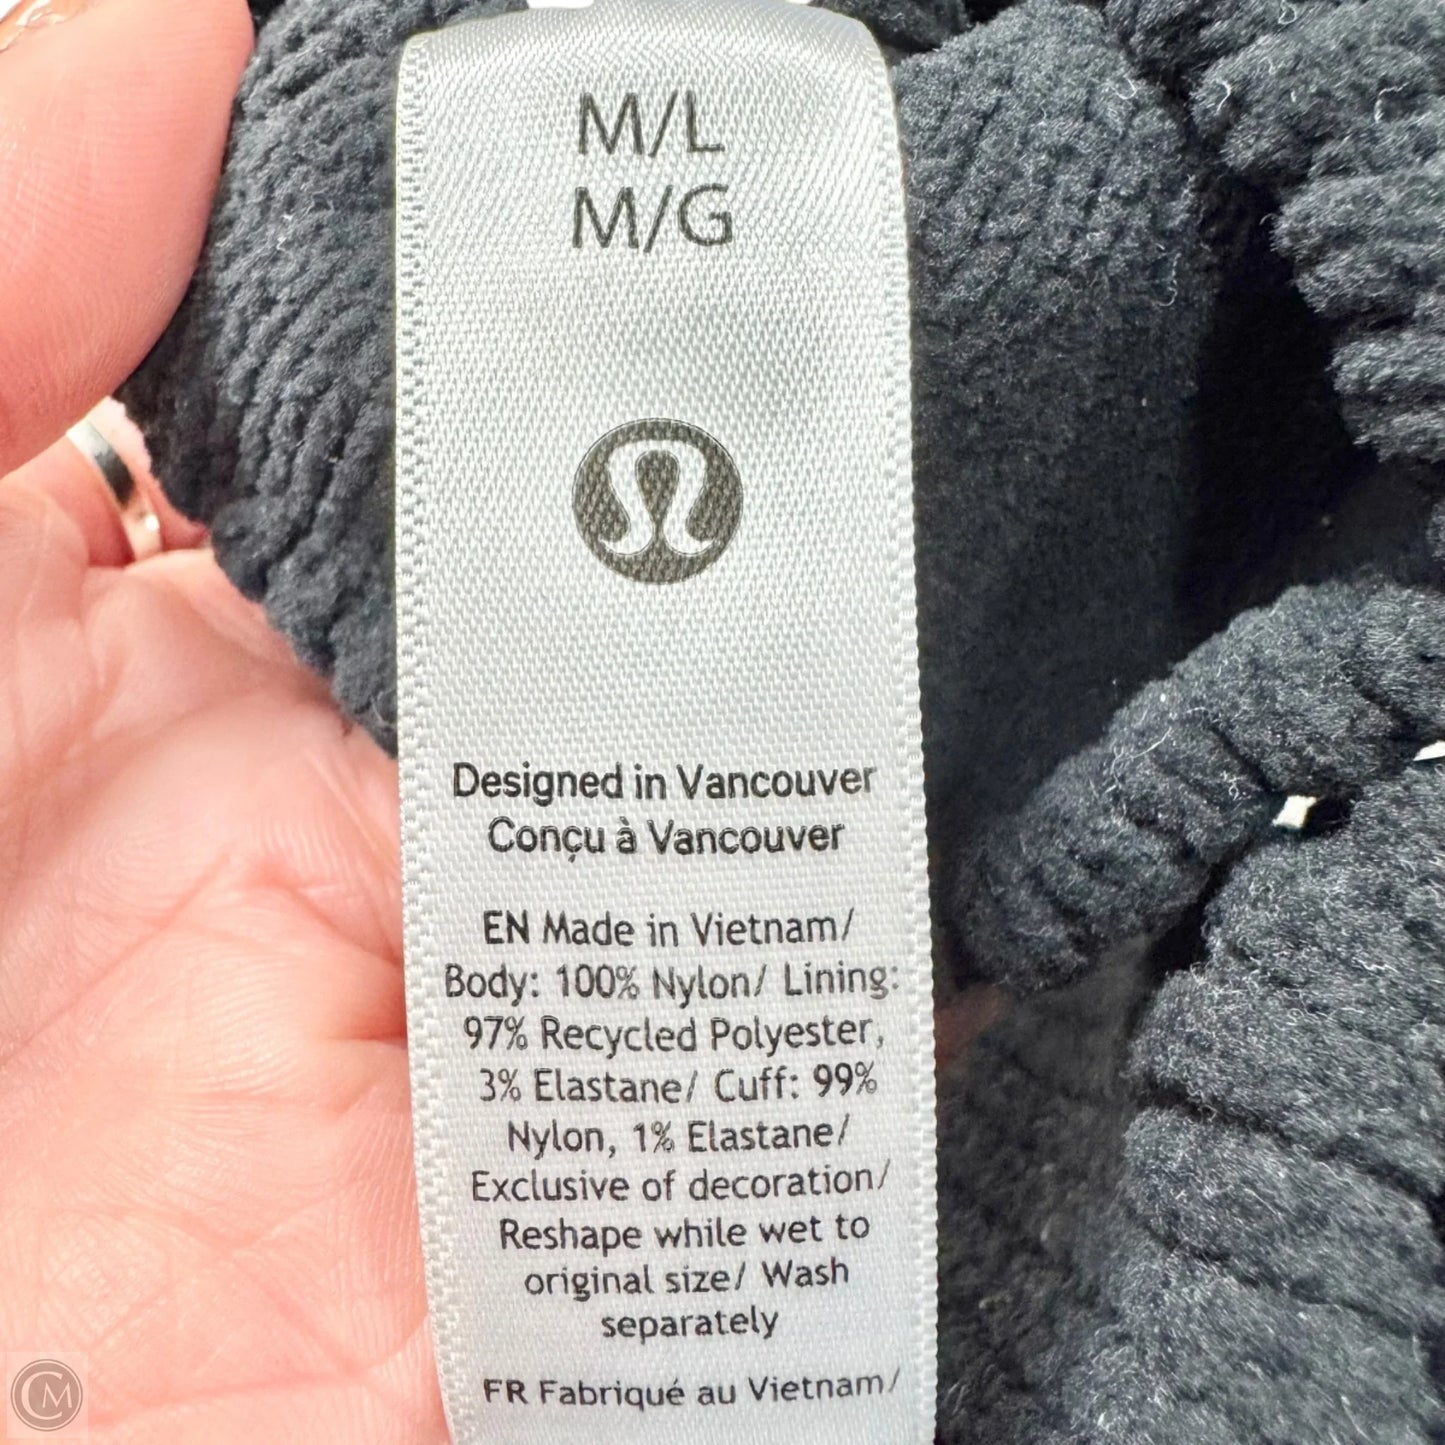 M/L
M/G
Designed in Vancouver
Conçu à Vancouver
EN Made in Vietnam/
Body: 100% Nylon/ Lining:
97% Recycled Polyester,
3% Elastane/ Cuff: 99%
Nylon, 1% Elastane/
Exclusive of decoration/
Reshape while wet to
original size/ Wash
separately
FR Fabriqué au Vietnam/
CM